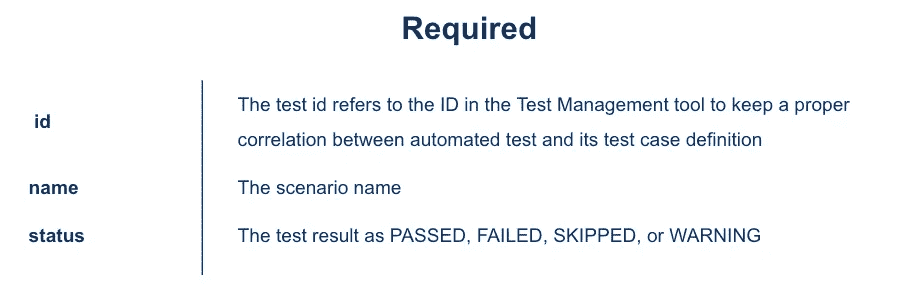 Required
id
The test id refers to the ID in the Test Management tool to keep a proper
correlation between automated test and its test case definition
name
The scenario name
status
The test result as PASSED, FAILED, SKIPPED, or WARNING